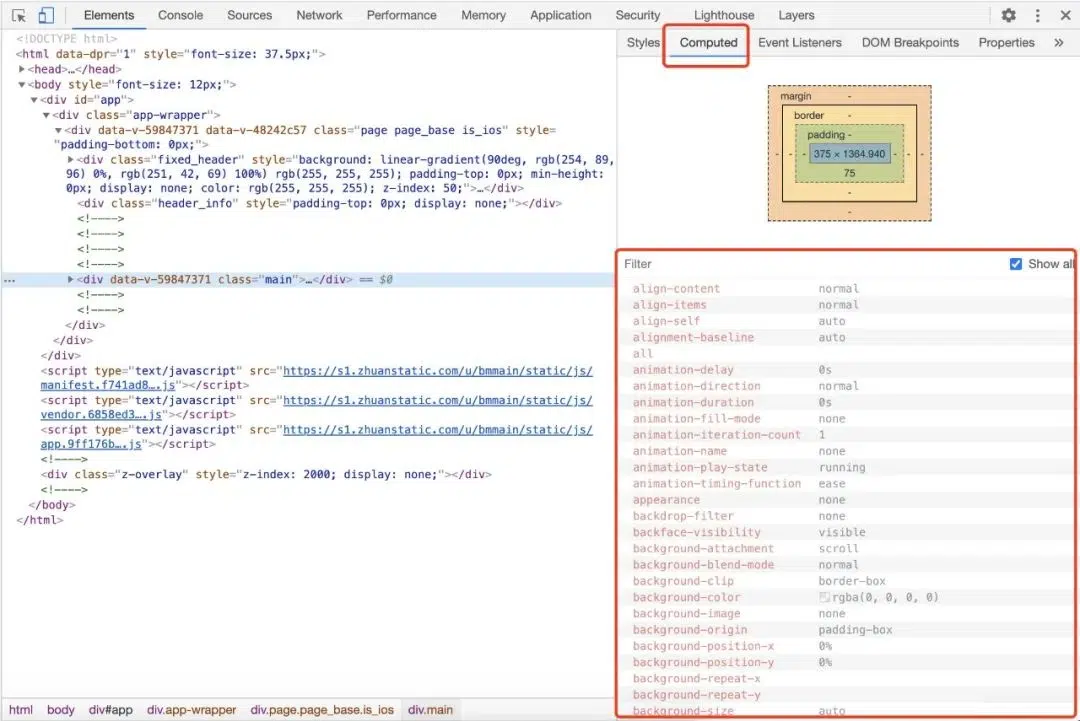 Elements Console Sources Network Performance Memory Application Security Lighthouse Layers
<!DOCTYPE html>
<html data-dpr="1" style="font-size: 37.5px;">
<head>…</head>
<body style="font-size: 12px;">
<div id="app">
<div class="app-wrapper">
<div data-v-59847371 data-v-48242c57 class="page page_base is_ios" style=
"padding-bottom: 0px;">
<div class="fixed_header" style="background: linear-gradient(90deg, rgb(254, 89,
96) 0%, rgb(251, 42, 69) 100%) rgb(255, 255, 255); padding-top: 0px; min-height:
0px; display: none; color: rgb(255, 255, 255); z-index: 50;">…</div>
<div class="header_info" style="padding-top: 0px; display: none;"></div>
<!---->
<!---->
<!---->
<!---->
… <div data-v-59847371 class="main">…</div> == $0
<!---->
<!---->
</div>
</div>
</div>
<script type="text/javascript" src="https://s1.zhuanstatic.com/u/bmmain/static/js/
manifest.f741ad8….js"></script>
<script type="text/javascript" src="https://s1.zhuanstatic.com/u/bmmain/static/js/
vendor.6858ed3….js"></script>
<script type="text/javascript" src="https://s1.zhuanstatic.com/u/bmmain/static/js/
app.9ff176b….js"></script>
<!---->
<div class="z-overlay" style="z-index: 2000; display: none;"></div>
<!---->
</body>
</html>
html body div#app div.app-wrapper div.page.page_base.is_ios div.main
Styles Computed Event Listeners DOM Breakpoints Properties »
margin -
border -
padding -
- - - 375 × 1364.940 - - -
75
-
-
Filter Show all
align-content normal
align-items normal
align-self auto
alignment-baseline auto
all
animation-delay 0s
animation-direction normal
animation-duration 0s
animation-fill-mode none
animation-iteration-count 1
animation-name none
animation-play-state running
animation-timing-function ease
appearance none
backdrop-filter none
backface-visibility visible
background-attachment scroll
background-blend-mode normal
background-clip border-box
background-color rgba(0, 0, 0, 0)
background-image none
background-origin padding-box
background-position-x 0%
background-position-y 0%
background-repeat-x
background-repeat-y
background-size auto